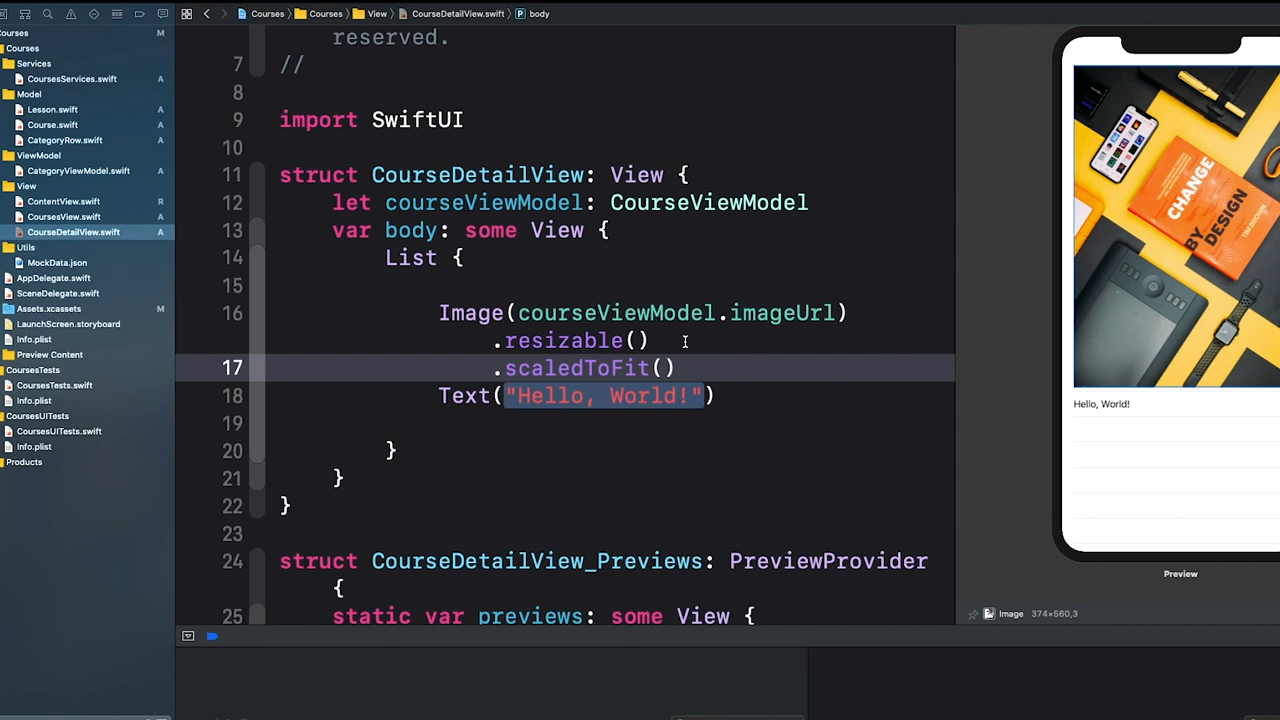 Courses > Courses > View > CourseDetailView.swift > body
Courses M
Courses
Services
CoursesServices.swift A
Model
Lesson.swift A
Course.swift A
CategoryRow.swift A
ViewModel
CategoryViewModel.swift A
View
ContentView.swift R
CoursesView.swift A
CourseDetailView.swift A
Utils
MockData.json A
AppDelegate.swift
SceneDelegate.swift
Assets.xcassets M
LaunchScreen.storyboard
Info.plist
Preview Content
CoursesTests
CoursesTests.swift
Info.plist
CoursesUITests
CoursesUITests.swift
Info.plist
Products
reserved.
7 //
8
9 import SwiftUI
10
11 struct CourseDetailView: View {
12 let courseViewModel: CourseViewModel
13 var body: some View {
14 List {
15
16 Image(courseViewModel.imageUrl)
.resizable()
17 .scaledToFit()
18 Text("Hello, World!")
19
20 }
21 }
22 }
23
24 struct CourseDetailView_Previews: PreviewProvider
{
25 static var previews: some View {
CHANGE
BY
DESIGN
TIM BROWN
Hello, World!
Preview
Image 374×560,3